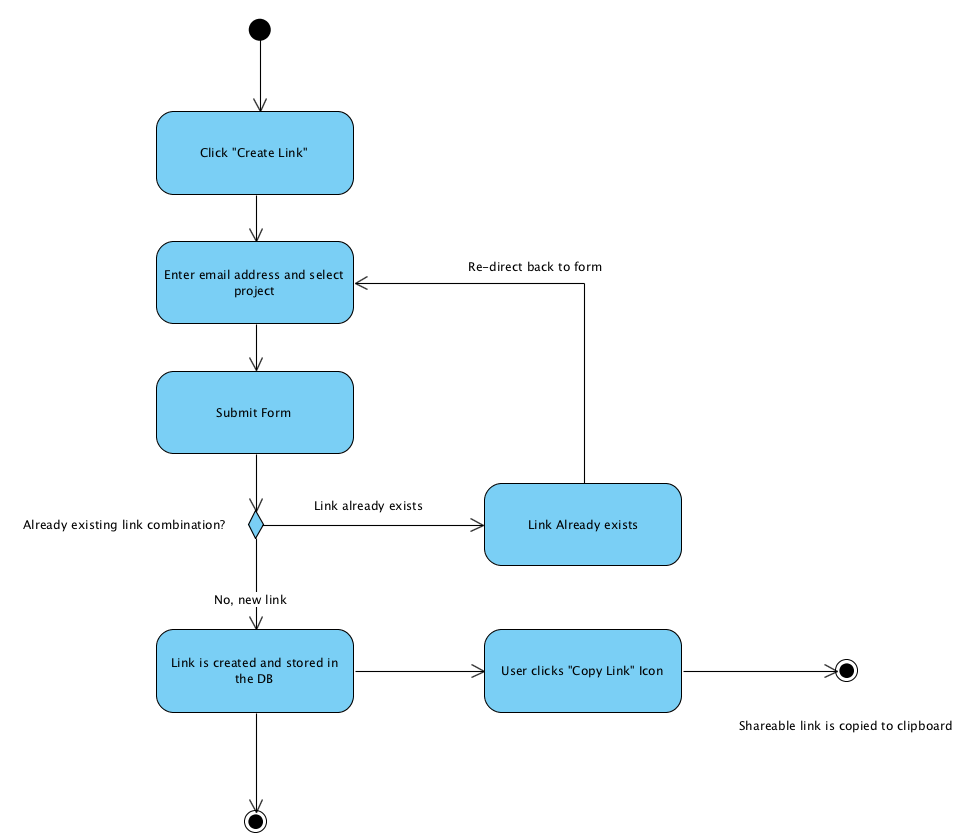 Click "Create Link"
Enter email address and select
project
Re-direct back to form
Submit Form
Already existing link combination?
Link already exists
Link Already exists
No, new link
Link is created and stored in
the DB
User clicks "Copy Link" Icon
Shareable link is copied to clipboard